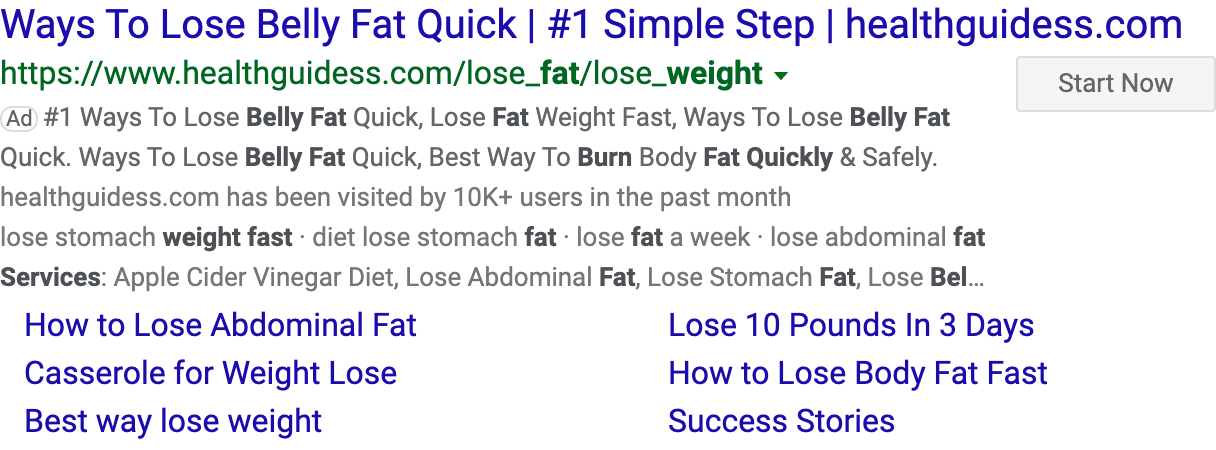 Ways To Lose Belly Fat Quick | #1 Simple Step | healthguidess.com
https://www.healthguidess.com/lose_fat/lose_weight
Start Now
Ad #1 Ways To Lose Belly Fat Quick, Lose Fat Weight Fast, Ways To Lose Belly Fat
Quick. Ways To Lose Belly Fat Quick, Best Way To Burn Body Fat Quickly & Safely.
healthguidess.com has been visited by 10K+ users in the past month
lose stomach weight fast · diet lose stomach fat · lose fat a week · lose abdominal fat
Services: Apple Cider Vinegar Diet, Lose Abdominal Fat, Lose Stomach Fat, Lose Bel...
How to Lose Abdominal Fat
Lose 10 Pounds In 3 Days
Casserole for Weight Lose
How to Lose Body Fat Fast
Best way lose weight
Success Stories